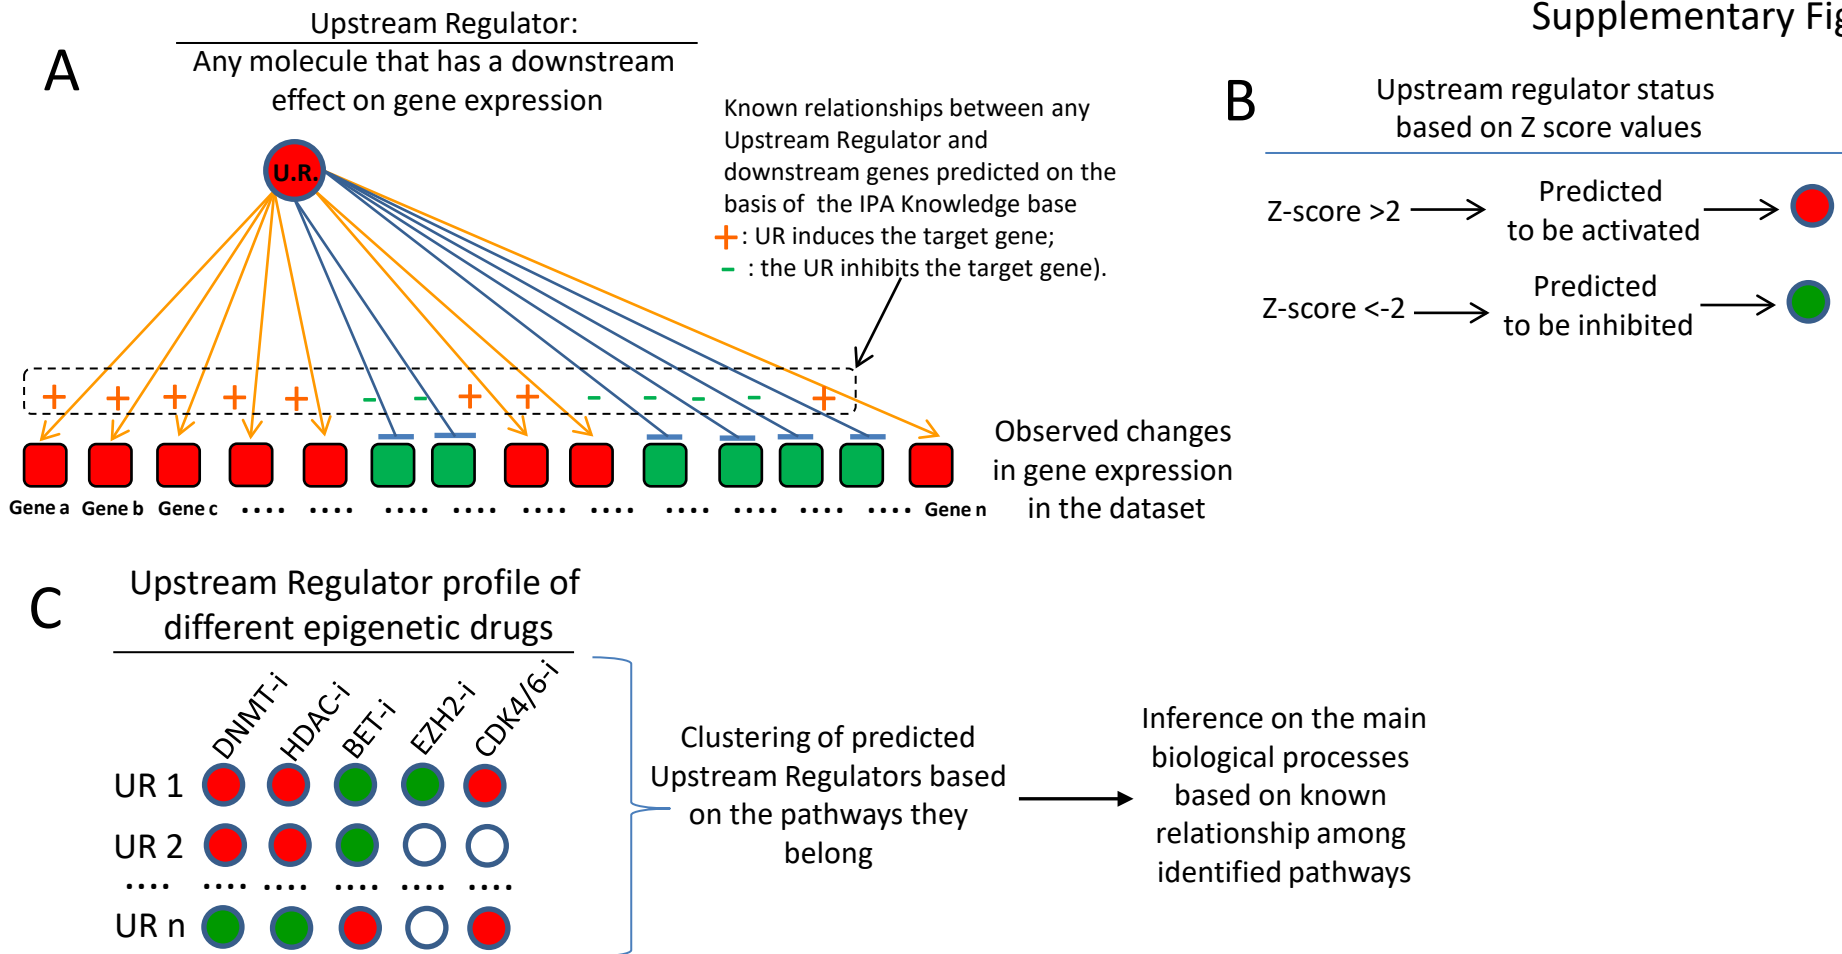 Supplementary Fig
A
Upstream Regulator:
Any molecule that has a downstream
effect on gene expression
U.R.
Known relationships between any
Upstream Regulator and
downstream genes predicted on the
basis of the IPA Knowledge base
+: UR induces the target gene;
- : the UR inhibits the target gene).
+ + + + + - - + + - - - - +
Gene a Gene b Gene c .... .... .... .... .... .... .... .... .... .... Gene n
Observed changes
in gene expression
in the dataset
B
Upstream regulator status
based on Z score values
Z-score >2
Predicted
to be activated
Z-score <-2
Predicted
to be inhibited
C
Upstream Regulator profile of
different epigenetic drugs
DNMT-i HDAC-i BET-i EZH2-i CDK4/6-i
UR 1
UR 2
.... .... .... .... .... ....
UR n
Clustering of predicted
Upstream Regulators based
on the pathways they
belong
Inference on the main
biological processes
based on known
relationship among
identified pathways